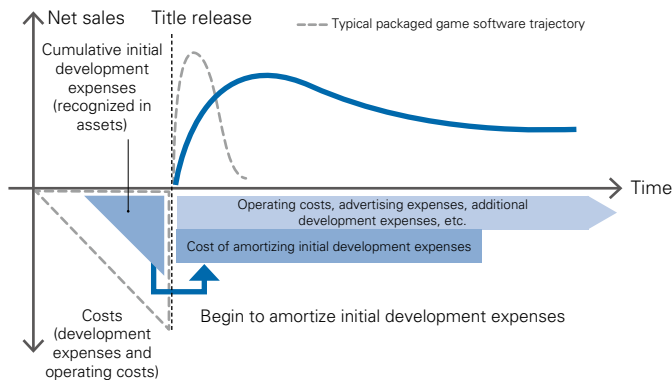 Net sales
Title release
Typical packaged game software trajectory
Cumulative initial
development
expenses
(recognized in
assets)
Time
Operating costs, advertising expenses, additional
development expenses, etc.
Cost of amortizing initial development expenses
Begin to amortize initial development expenses
Costs
(development
expenses and
operating costs)